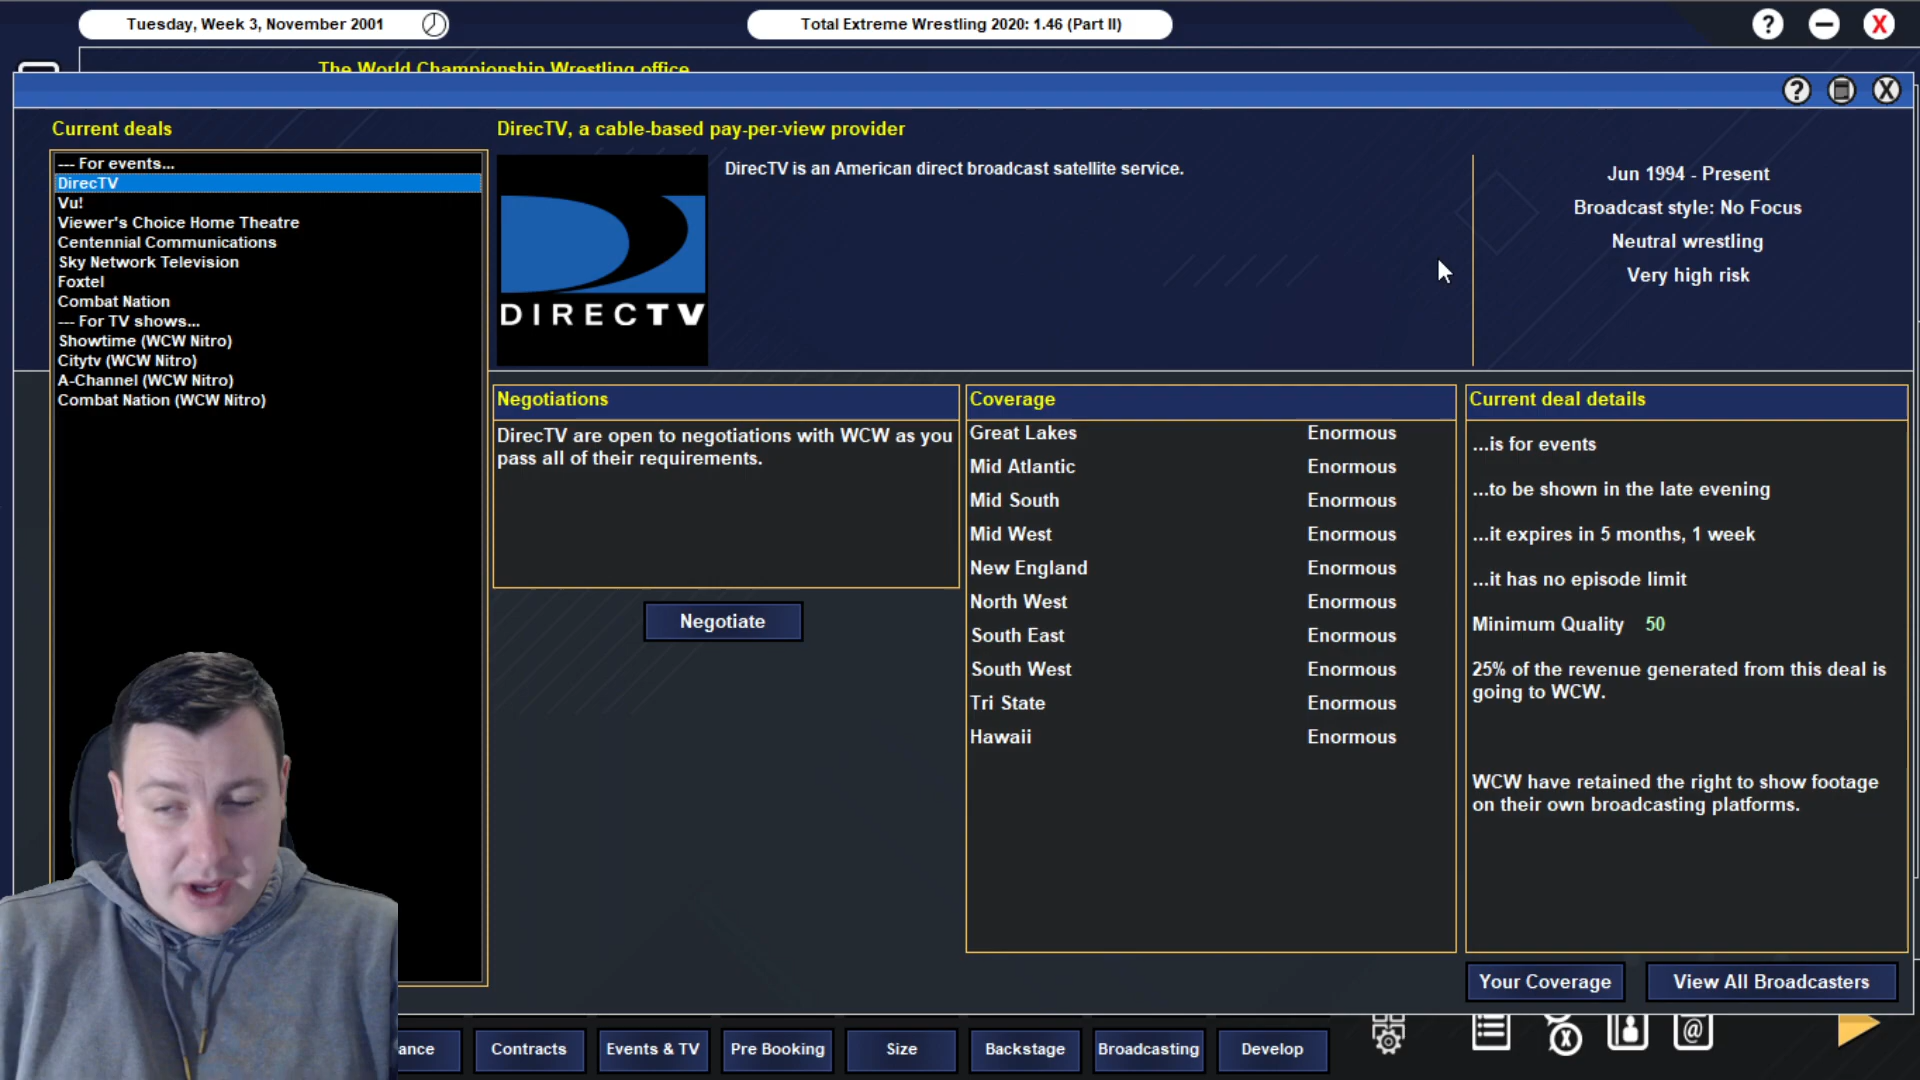 Tuesday, Week 3, November 2001
Total Extreme Wrestling 2020: 1.46 (Part II)
?
X
The World Championship Wrestling office
?
X
Current deals
--- For events...
DirecTV
Vu!
Viewer's Choice Home Theatre
Centennial Communications
Sky Network Television
Foxtel
Combat Nation
--- For TV shows...
Showtime (WCW Nitro)
Citytv (WCW Nitro)
A-Channel (WCW Nitro)
Combat Nation (WCW Nitro)
DirecTV, a cable-based pay-per-view provider
DIRECTV
DirecTV is an American direct broadcast satellite service.
Jun 1994 - Present
Broadcast style: No Focus
Neutral wrestling
Very high risk
Negotiations
DirecTV are open to negotiations with WCW as you
pass all of their requirements.
Negotiate
Coverage
Great Lakes Enormous
Mid Atlantic Enormous
Mid South Enormous
Mid West Enormous
New England Enormous
North West Enormous
South East Enormous
South West Enormous
Tri State Enormous
Hawaii Enormous
Current deal details
...is for events
...to be shown in the late evening
...it expires in 5 months, 1 week
...it has no episode limit
Minimum Quality 50
25% of the revenue generated from this deal is
going to WCW.
WCW have retained the right to show footage
on their own broadcasting platforms.
Your Coverage
View All Broadcasters
ance
Contracts
Events & TV
Pre Booking
Size
Backstage
Broadcasting
Develop
X
@